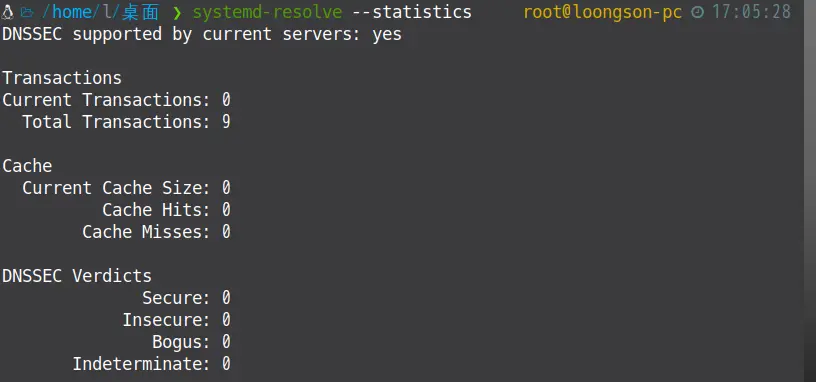 /home/l/桌面 ❯ systemd-resolve --statistics root@loongson-pc 17:05:28
DNSSEC supported by current servers: yes
Transactions
Current Transactions: 0
Total Transactions: 9
Cache
Current Cache Size: 0
Cache Hits: 0
Cache Misses: 0
DNSSEC Verdicts
Secure: 0
Insecure: 0
Bogus: 0
Indeterminate: 0